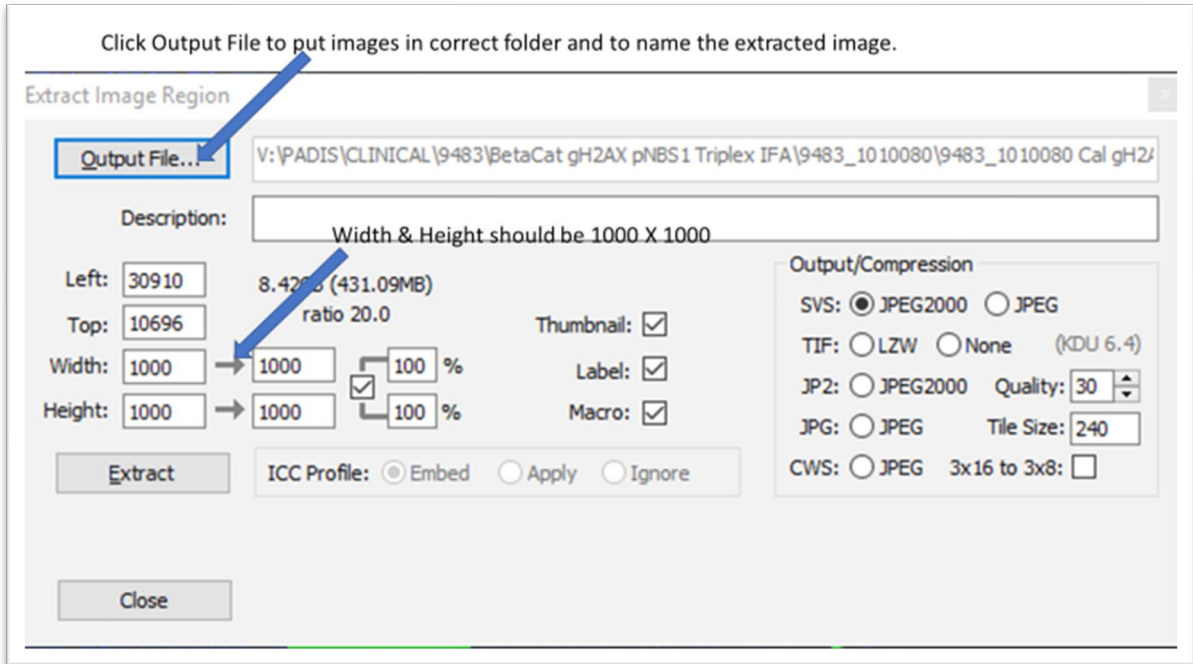 Click Output File to put images in correct folder and to name the extracted image.
Extract Image Region
Output File...
V:\PADIS\CLINICAL\9483\BetaCat gH2AX pNBS1 Triplex IFA\9483_1010080\9483_1010080 Cal gH2A
Description:
Width & Height should be 1000 X 1000
Left: 30910
(431.09MB)
Top: 10696
ratio 20.0
Width: 1000 1000 100 %
Height: 1000 1000 100 %
Thumbnail:
Label:
Macro:
Output/Compression
SVS: JPEG2000 JPEG
TIF: LZW None (KDU 6.4)
JP2: JPEG2000 Quality: 30
JPG: JPEG Tile Size: 240
CWS: JPEG 3x16 to 3x8:
Extract
ICC Profile: Embed Apply Ignore
Close